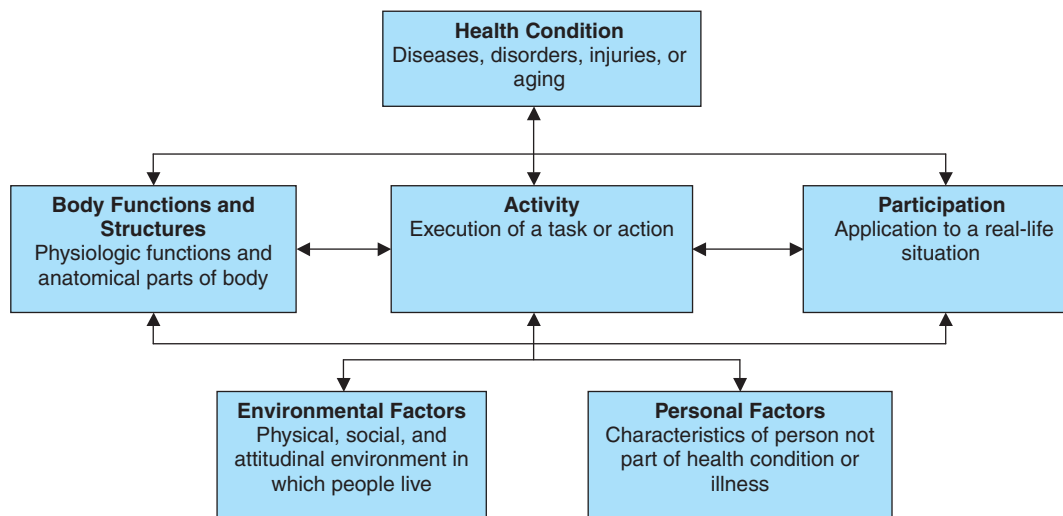 Health Condition
Diseases, disorders, injuries, or
aging
Body Functions and
Structures
Physiologic functions and
anatomical parts of body
Activity
Execution of a task or action
Participation
Application to a real-life
situation
Environmental Factors
Physical, social, and
attitudinal environment in
which people live
Personal Factors
Characteristics of person not
part of health condition or
illness